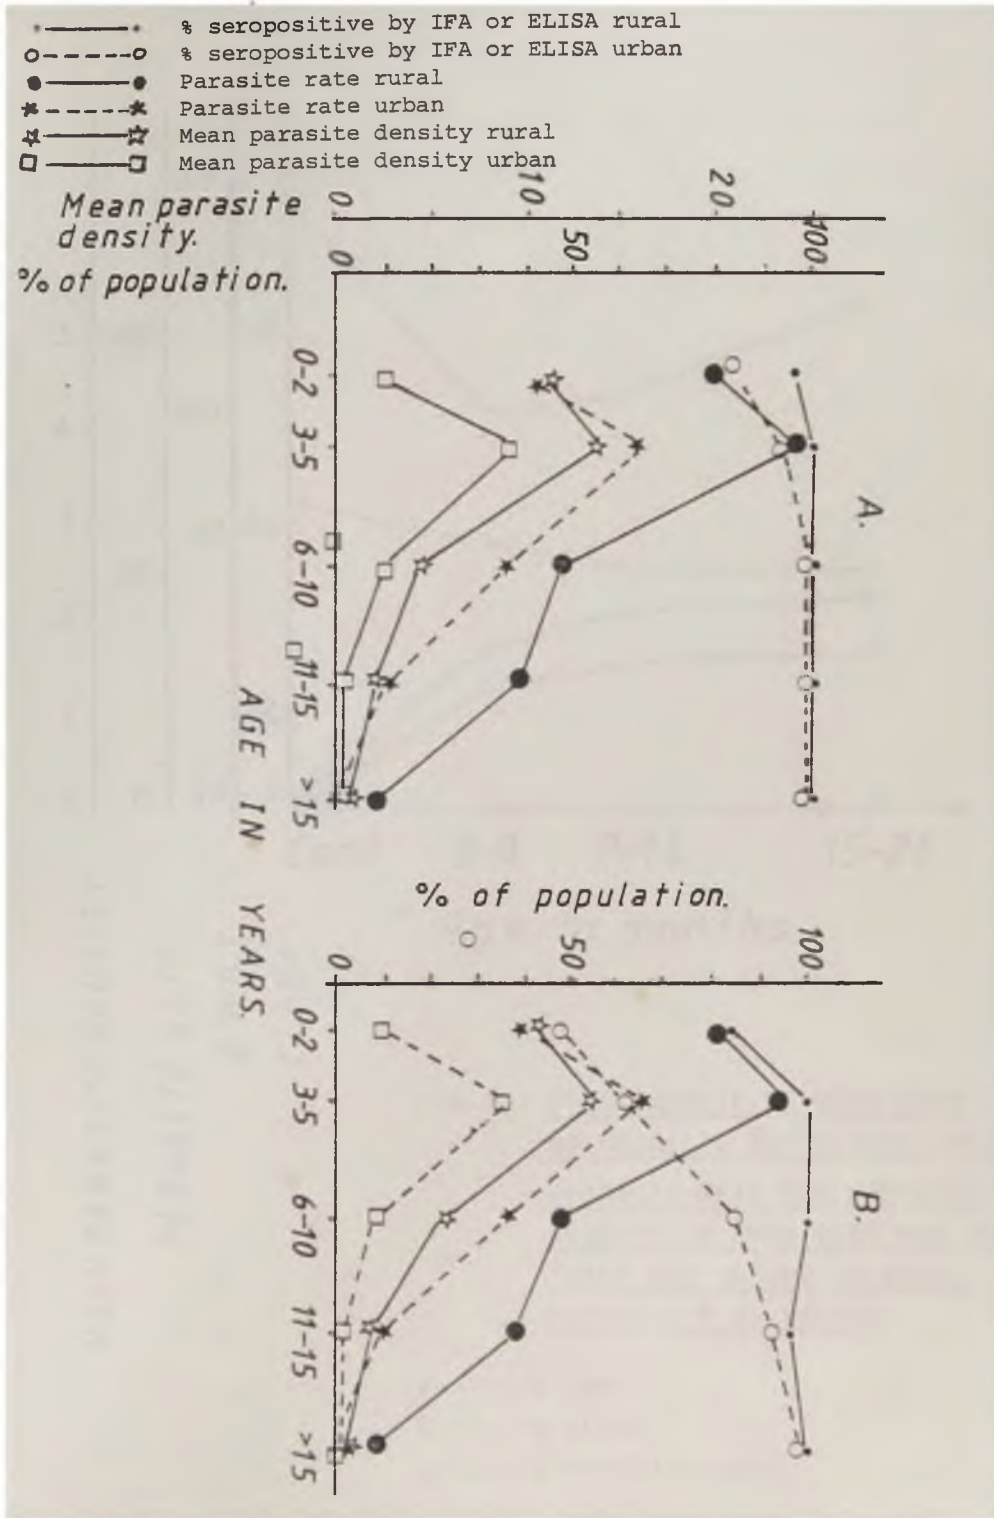 % seropositive by IFA or ELISA rural
% seropositive by IFA or ELISA urban
Parasite rate rural
Parasite rate urban
Mean parasite density rural
Mean parasite density urban
Mean parasite
density.
0 10 20
% of population.
0 50 100
A.
0-2
3-5
6-10
11-15
>15
AGE IN YEARS.
% of population.
0 50 100
B.
0-2
3-5
6-10
11-15
>15